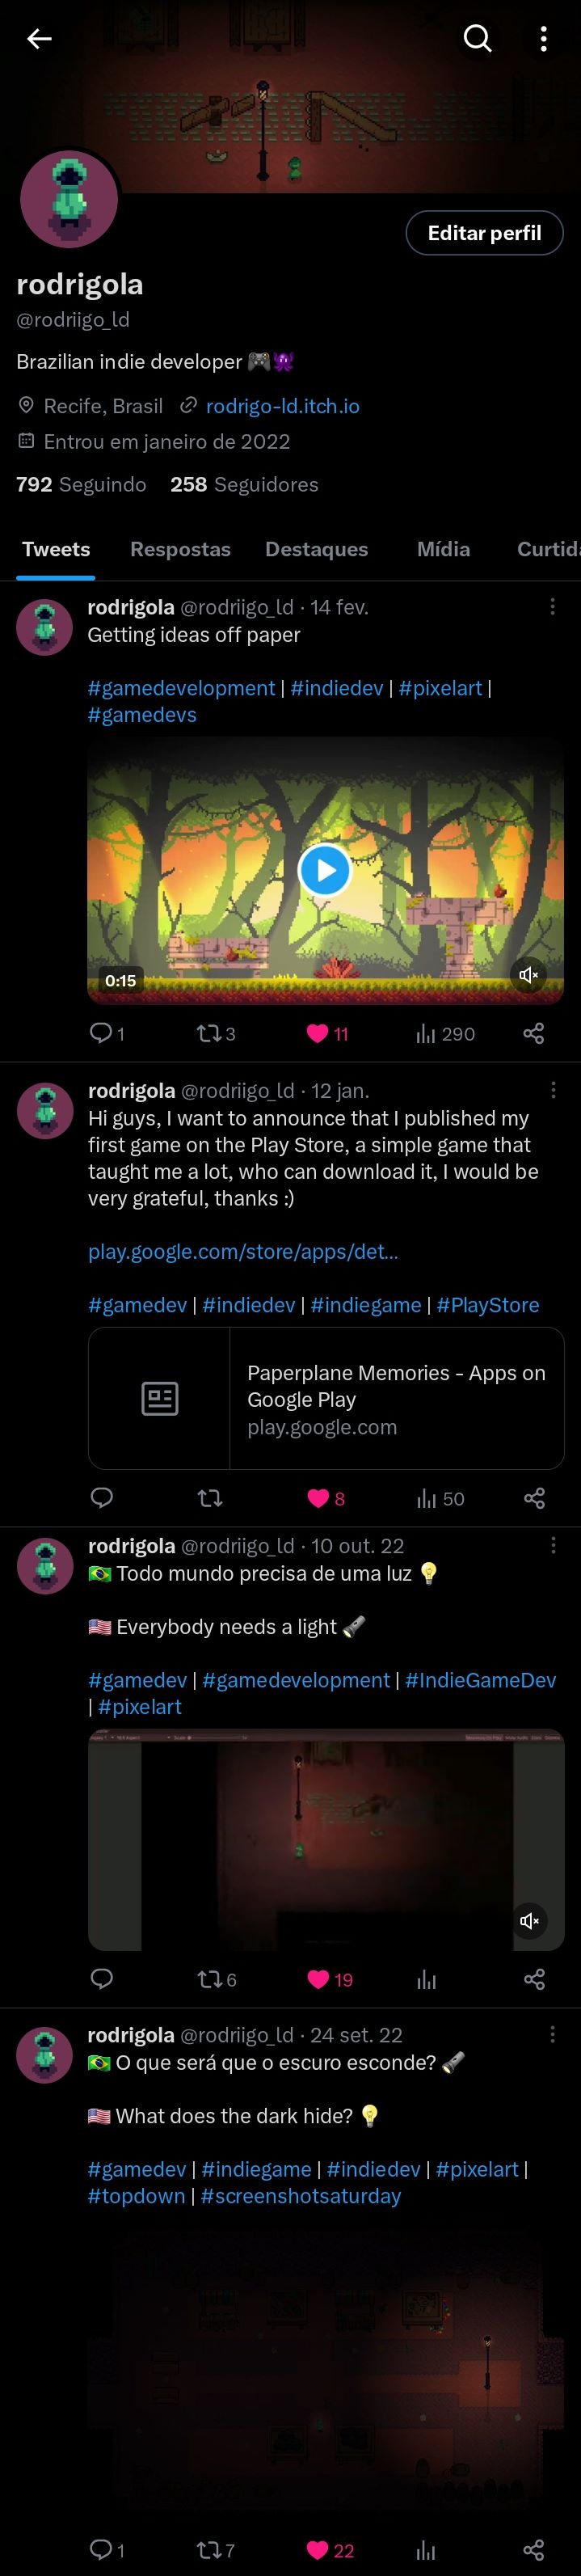 Editar perfil
rodrigola
@rodriigo_ld
Brazilian indie developer 🎮👾
Recife, Brasil rodrigo-ld.itch.io
Entrou em janeiro de 2022
792 Seguindo 258 Seguidores
Tweets Respostas Destaques Mídia Curtid
rodrigola @rodriigo_ld · 14 fev.
Getting ideas off paper
#gamedevelopment | #indiedev | #pixelart |
#gamedevs
0:15
1 3 11 290
rodrigola @rodriigo_ld · 12 jan.
Hi guys, I want to announce that I published my
first game on the Play Store, a simple game that
taught me a lot, who can download it, I would be
very grateful, thanks :)
play.google.com/store/apps/det...
#gamedev | #indiedev | #indiegame | #PlayStore
Paperplane Memories - Apps on
Google Play
play.google.com
8 50
rodrigola @rodriigo_ld · 10 out. 22
🇧🇷 Todo mundo precisa de uma luz 💡
🇺🇸 Everybody needs a light 🔦
#gamedev | #gamedevelopment | #IndieGameDev
| #pixelart
6 19
rodrigola @rodriigo_ld · 24 set. 22
🇧🇷 O que será que o escuro esconde? 🔦
🇺🇸 What does the dark hide? 💡
#gamedev | #indiegame | #indiedev | #pixelart |
#topdown | #screenshotsaturday
1 7 22